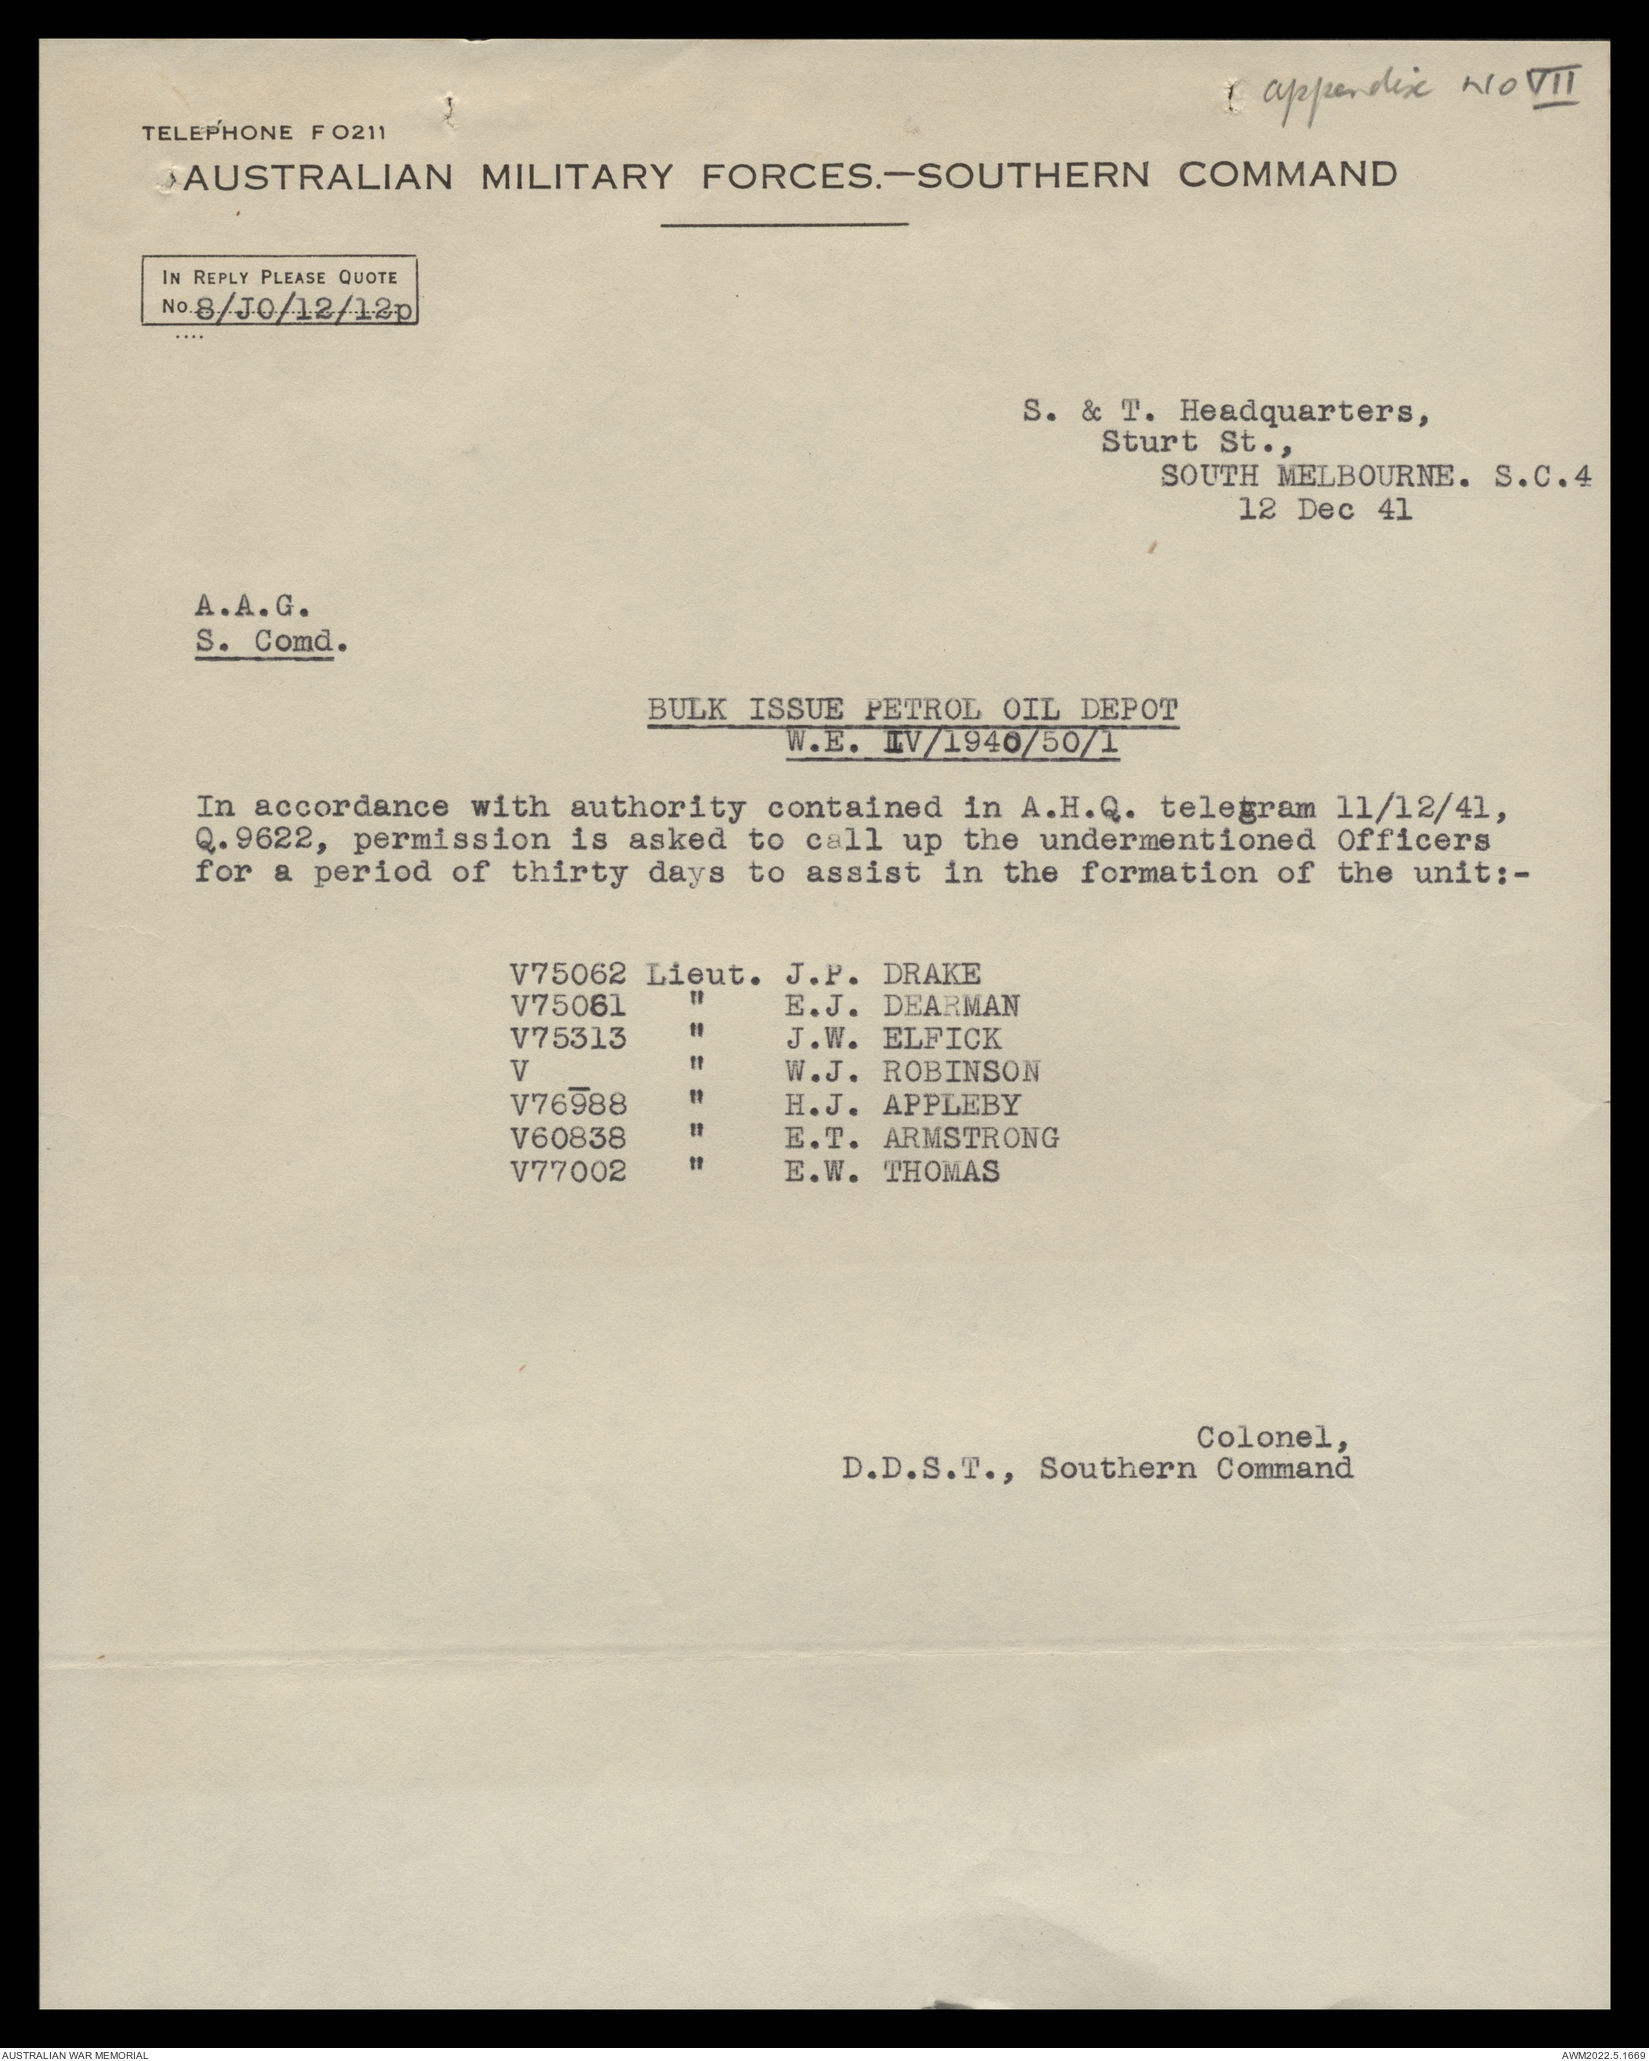 appendix No VII
TELEPHONE F 0211
AUSTRALIAN MILITARY FORCES.—SOUTHERN COMMAND
IN REPLY PLEASE QUOTE
No. 8/JO/12/12p
....
S. & T. Headquarters,
Sturt St.,
SOUTH MELBOURNE. S.C.4
12 Dec 41
A.A.G.
S. Comd.
BULK ISSUE PETROL OIL DEPOT
W.E. IV/1940/50/1
In accordance with authority contained in A.H.Q. telegram 11/12/41,
Q.9622, permission is asked to call up the undermentioned Officers
for a period of thirty days to assist in the formation of the unit:-
V75062 Lieut. J.P. DRAKE
V75061 " E.J. DEARMAN
V75313 " J.W. ELFICK
V " W.J. ROBINSON
V76988 " H.J. APPLEBY
V60838 " E.T. ARMSTRONG
V77002 " E.W. THOMAS
Colonel,
D.D.S.T., Southern Command
AUSTRALIAN WAR MEMORIAL
AWM2022.5.1669